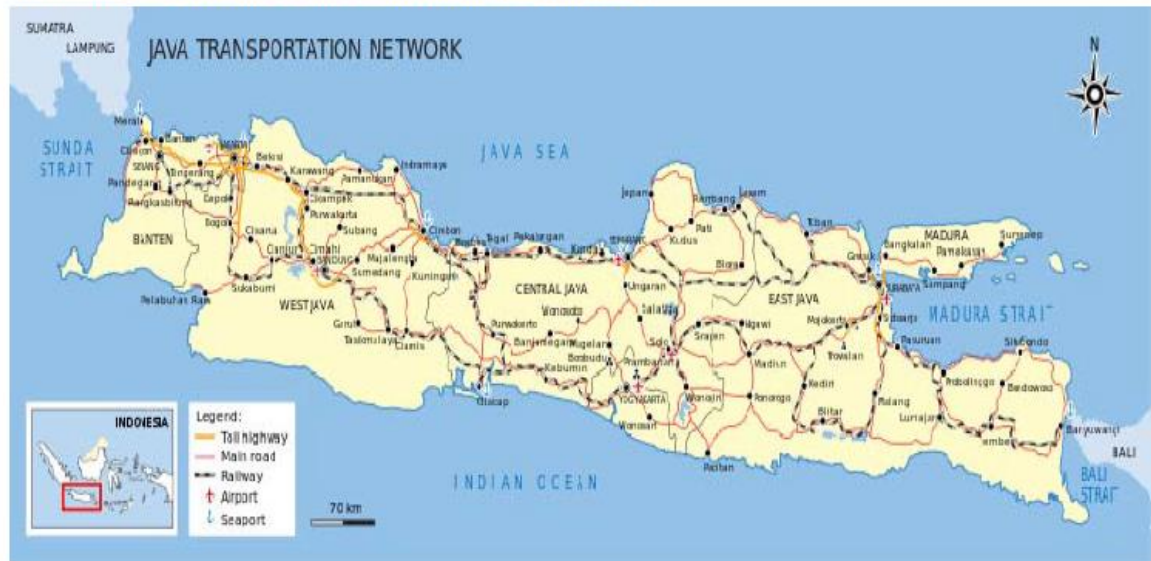 SUMATRA
LAMPUNG
JAVA TRANSPORTATION NETWORK
N
SUNDA
STRAIT
JAVA SEA
Merak
Cilegon
Banten
SERANG
Tangerang
JAKARTA
Bekasi
Karawang
Pamanukan
Indramayu
Pandeglang
Rangkasbitung
Depok
Cikampek
Purwakarta
Bogor
Cisarua
Subang
BANTEN
Cianjur
Cimahi
BANDUNG
Majalengka
Sumedang
Kuningan
Sukabumi
Pelabuhan Ratu
WEST JAVA
Garut
Tasikmalaya
Ciamis
Tegal
Pekalongan
Kendal
SEMARANG
Jepara
Kudus
Pati
Rembang
Lasem
Blora
Tuban
CENTRAL JAVA
Ungaran
Wonosobo
Salatiga
Purwokerto
Banjarnegara
Magelang
Borobudur
Prambanan
Solo
Sragen
Ngawi
Kebumen
Cilacap
YOGYAKARTA
Wonosari
Wonogiri
Pacitan
EAST JAVA
Madiun
Ponorogo
Mojokerto
Trowulan
Kediri
Blitar
Malang
Gresik
SURABAYA
Sidoarjo
Pasuruan
MADURA
Bangkalan
Sampang
Pamekasan
Sumenep
MADURA STRAIT
Probolinggo
Situbondo
Bondowoso
Lumajang
Jember
Banyuwangi
BALI
BALI
STRAIT
INDIAN OCEAN
INDONESIA
Legend:
Toll highway
Main road
Railway
Airport
Seaport
70 km